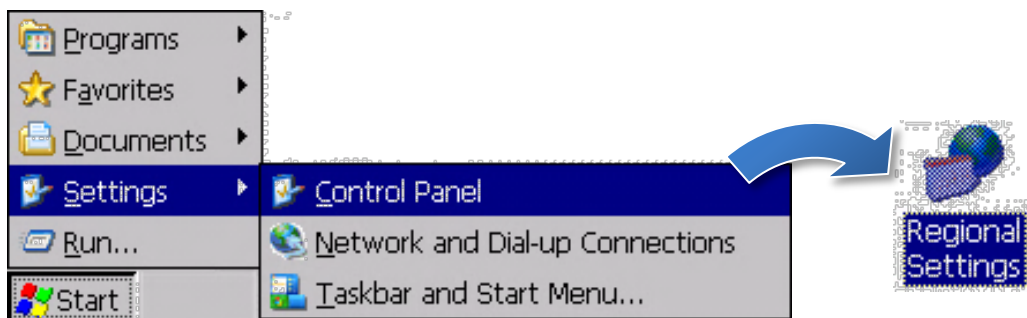 Programs
Favorites
Documents
Settings
Run...
Start
Control Panel
Network and Dial-up Connections
Taskbar and Start Menu...
Regional
Settings